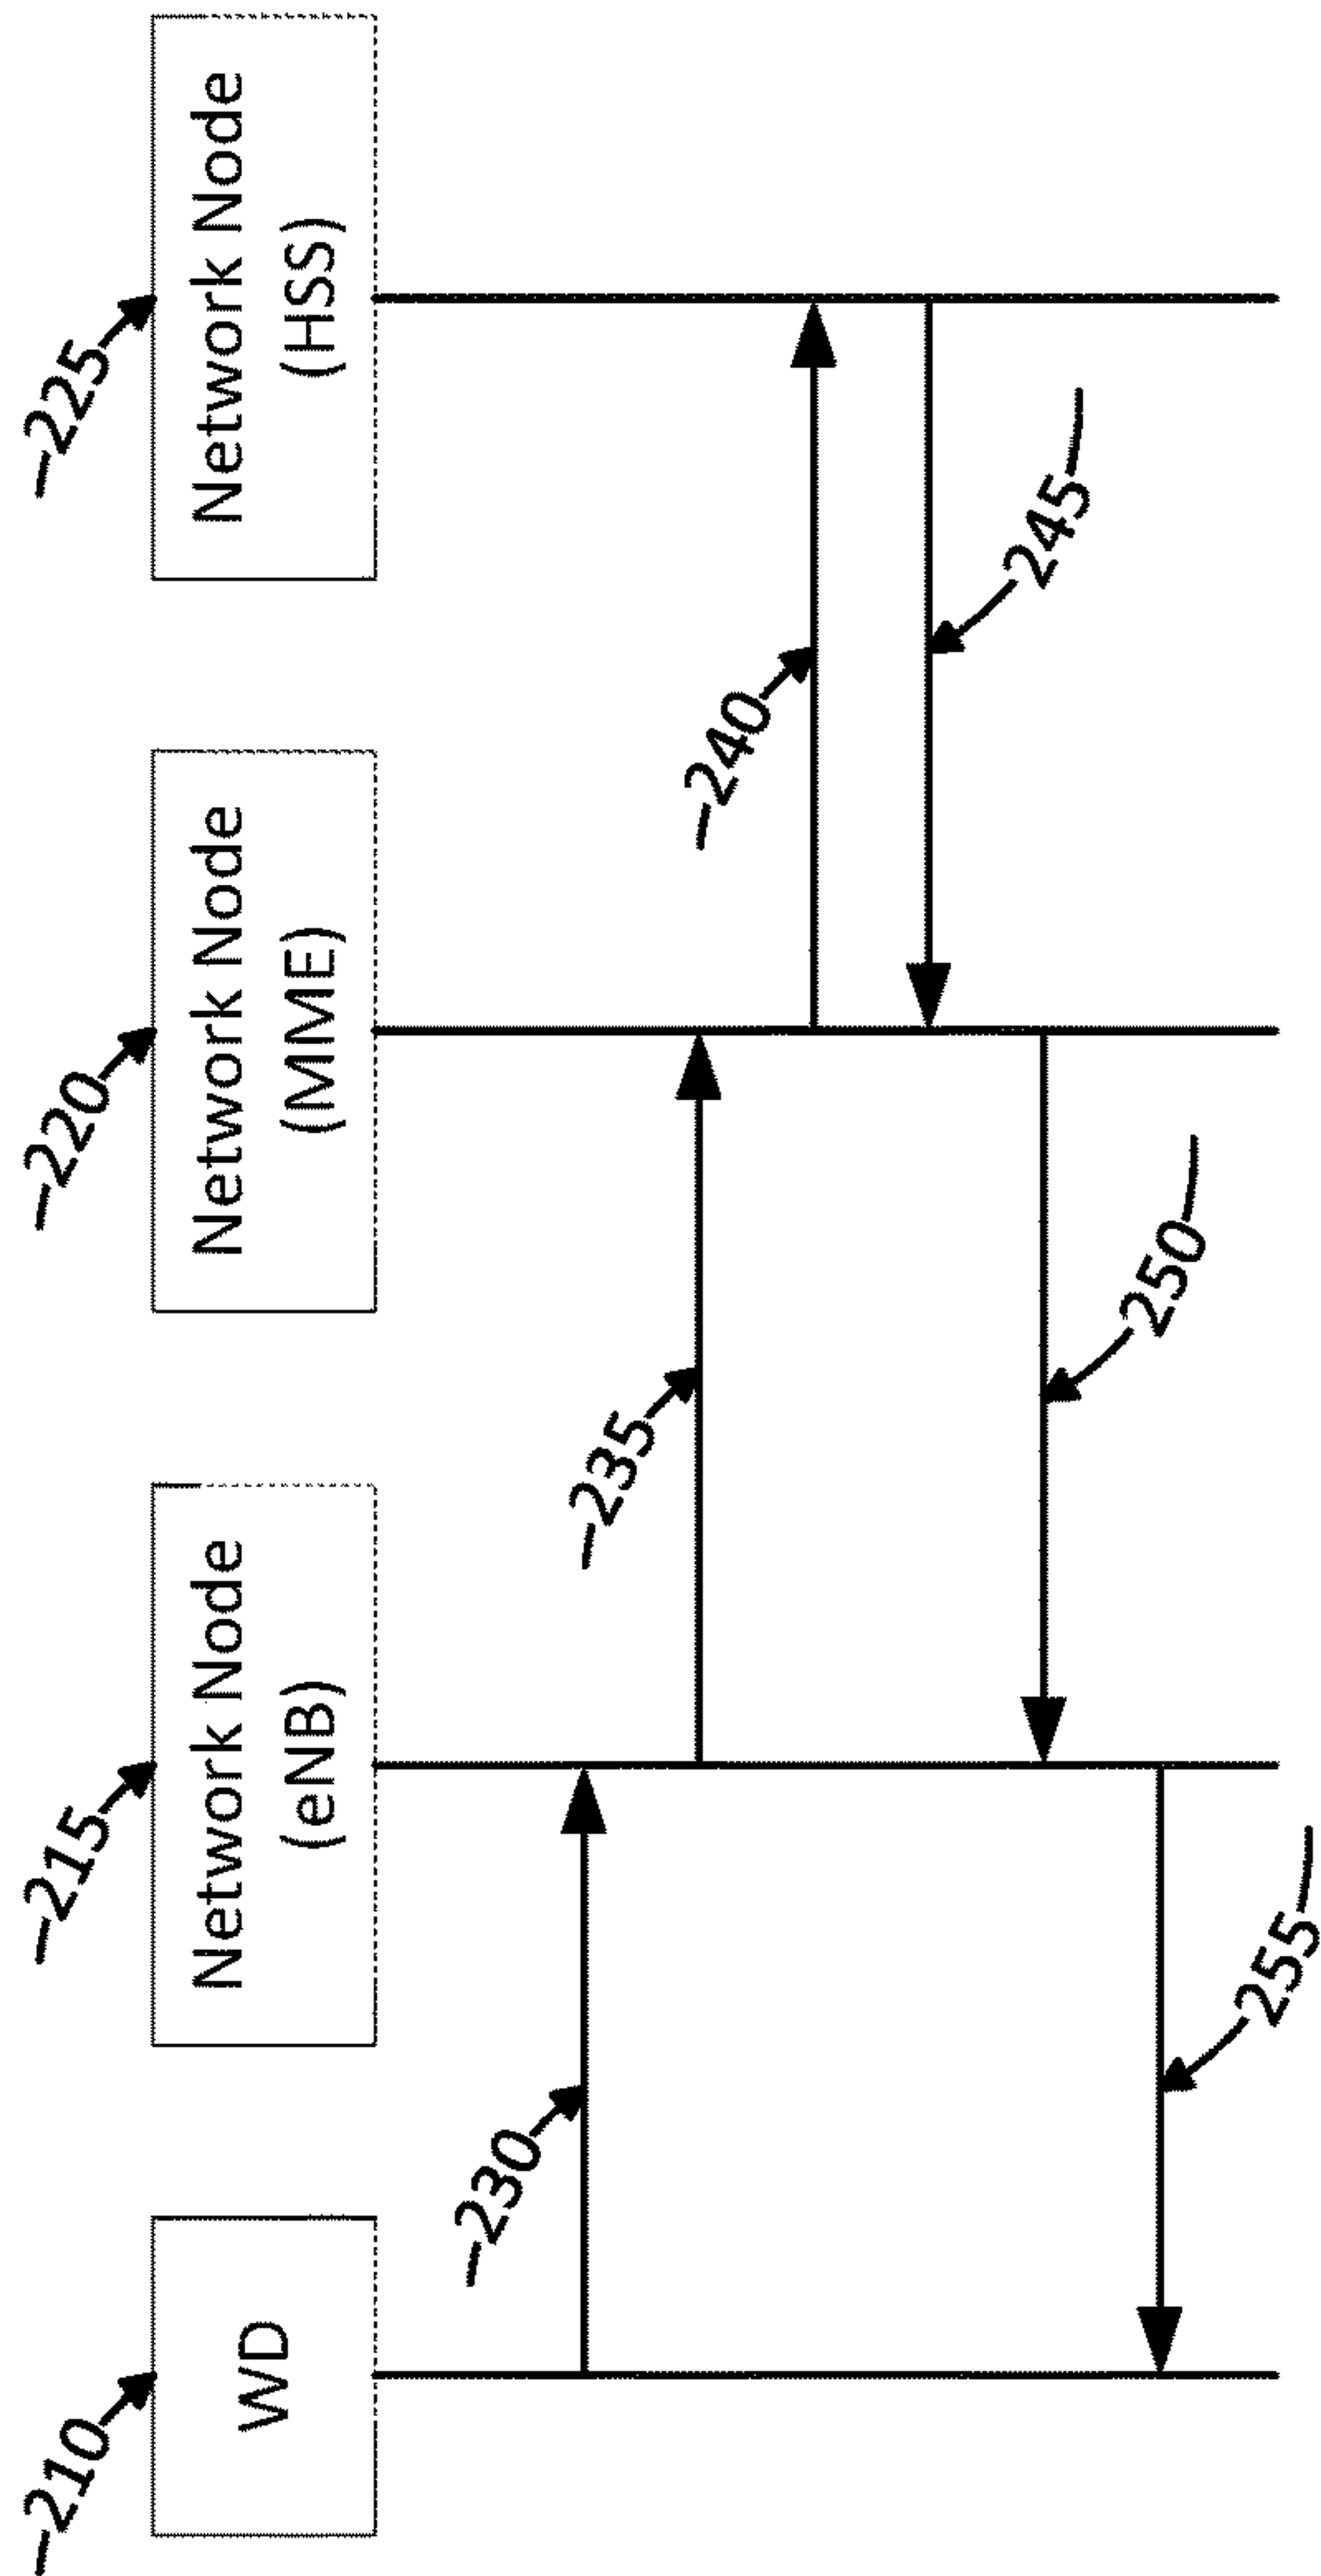 210
WD
215
Network Node
(eNB)
220
Network Node
(MME)
225
Network Node
(HSS)
230
235
240
245
250
255